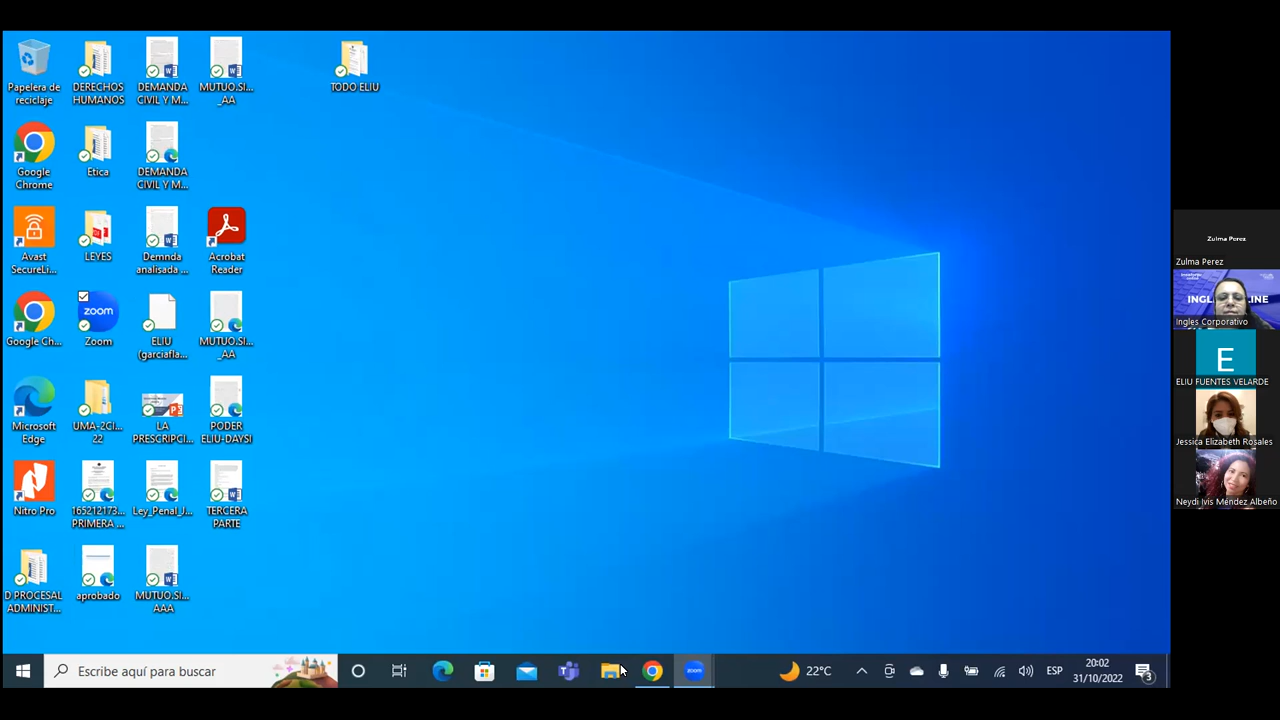 Papelera de
reciclaje
DERECHOS
HUMANOS
DEMANDA
CIVIL Y M...
MUTUO.SI...
_AA
TODO ELIU
Google
Chrome
Etica
DEMANDA
CIVIL Y M...
Avast
SecureLi...
LEYES
Demnda
analisada ...
Acrobat
Reader
Google Ch...
zoom
Zoom
ELIU
(garciafla...
MUTUO.SI...
_AA
Microsoft
Edge
UMA-2CI...
22
LA
PRESCRIPCI...
PODER
ELIU-DAYSI
Nitro Pro
165212173...
PRIMERA ...
Ley_Penal_J...
TERCERA
PARTE
D PROCESAL
ADMINIST...
aprobado
MUTUO.SI...
AAA
Zulma Perez
Zulma Perez
Ingles Corporativo
E
ELIU FUENTES VELARDE
Jessica Elizabeth Rosales
Neydi Ivis Méndez Albeño
Escribe aquí para buscar
zoom
22°C
ESP
20:02
31/10/2022
3